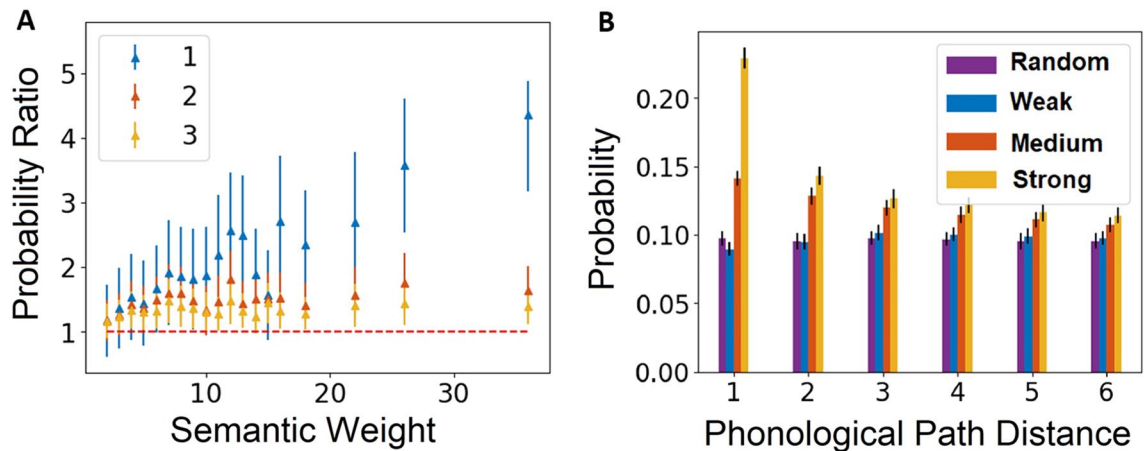 A
Probability Ratio
5
4
3
2
1
1
2
3
10
20
30
Semantic Weight
B
Probability
0.20
0.15
0.10
0.05
0.00
Random
Weak
Medium
Strong
1 2 3 4 5 6
Phonological Path Distance